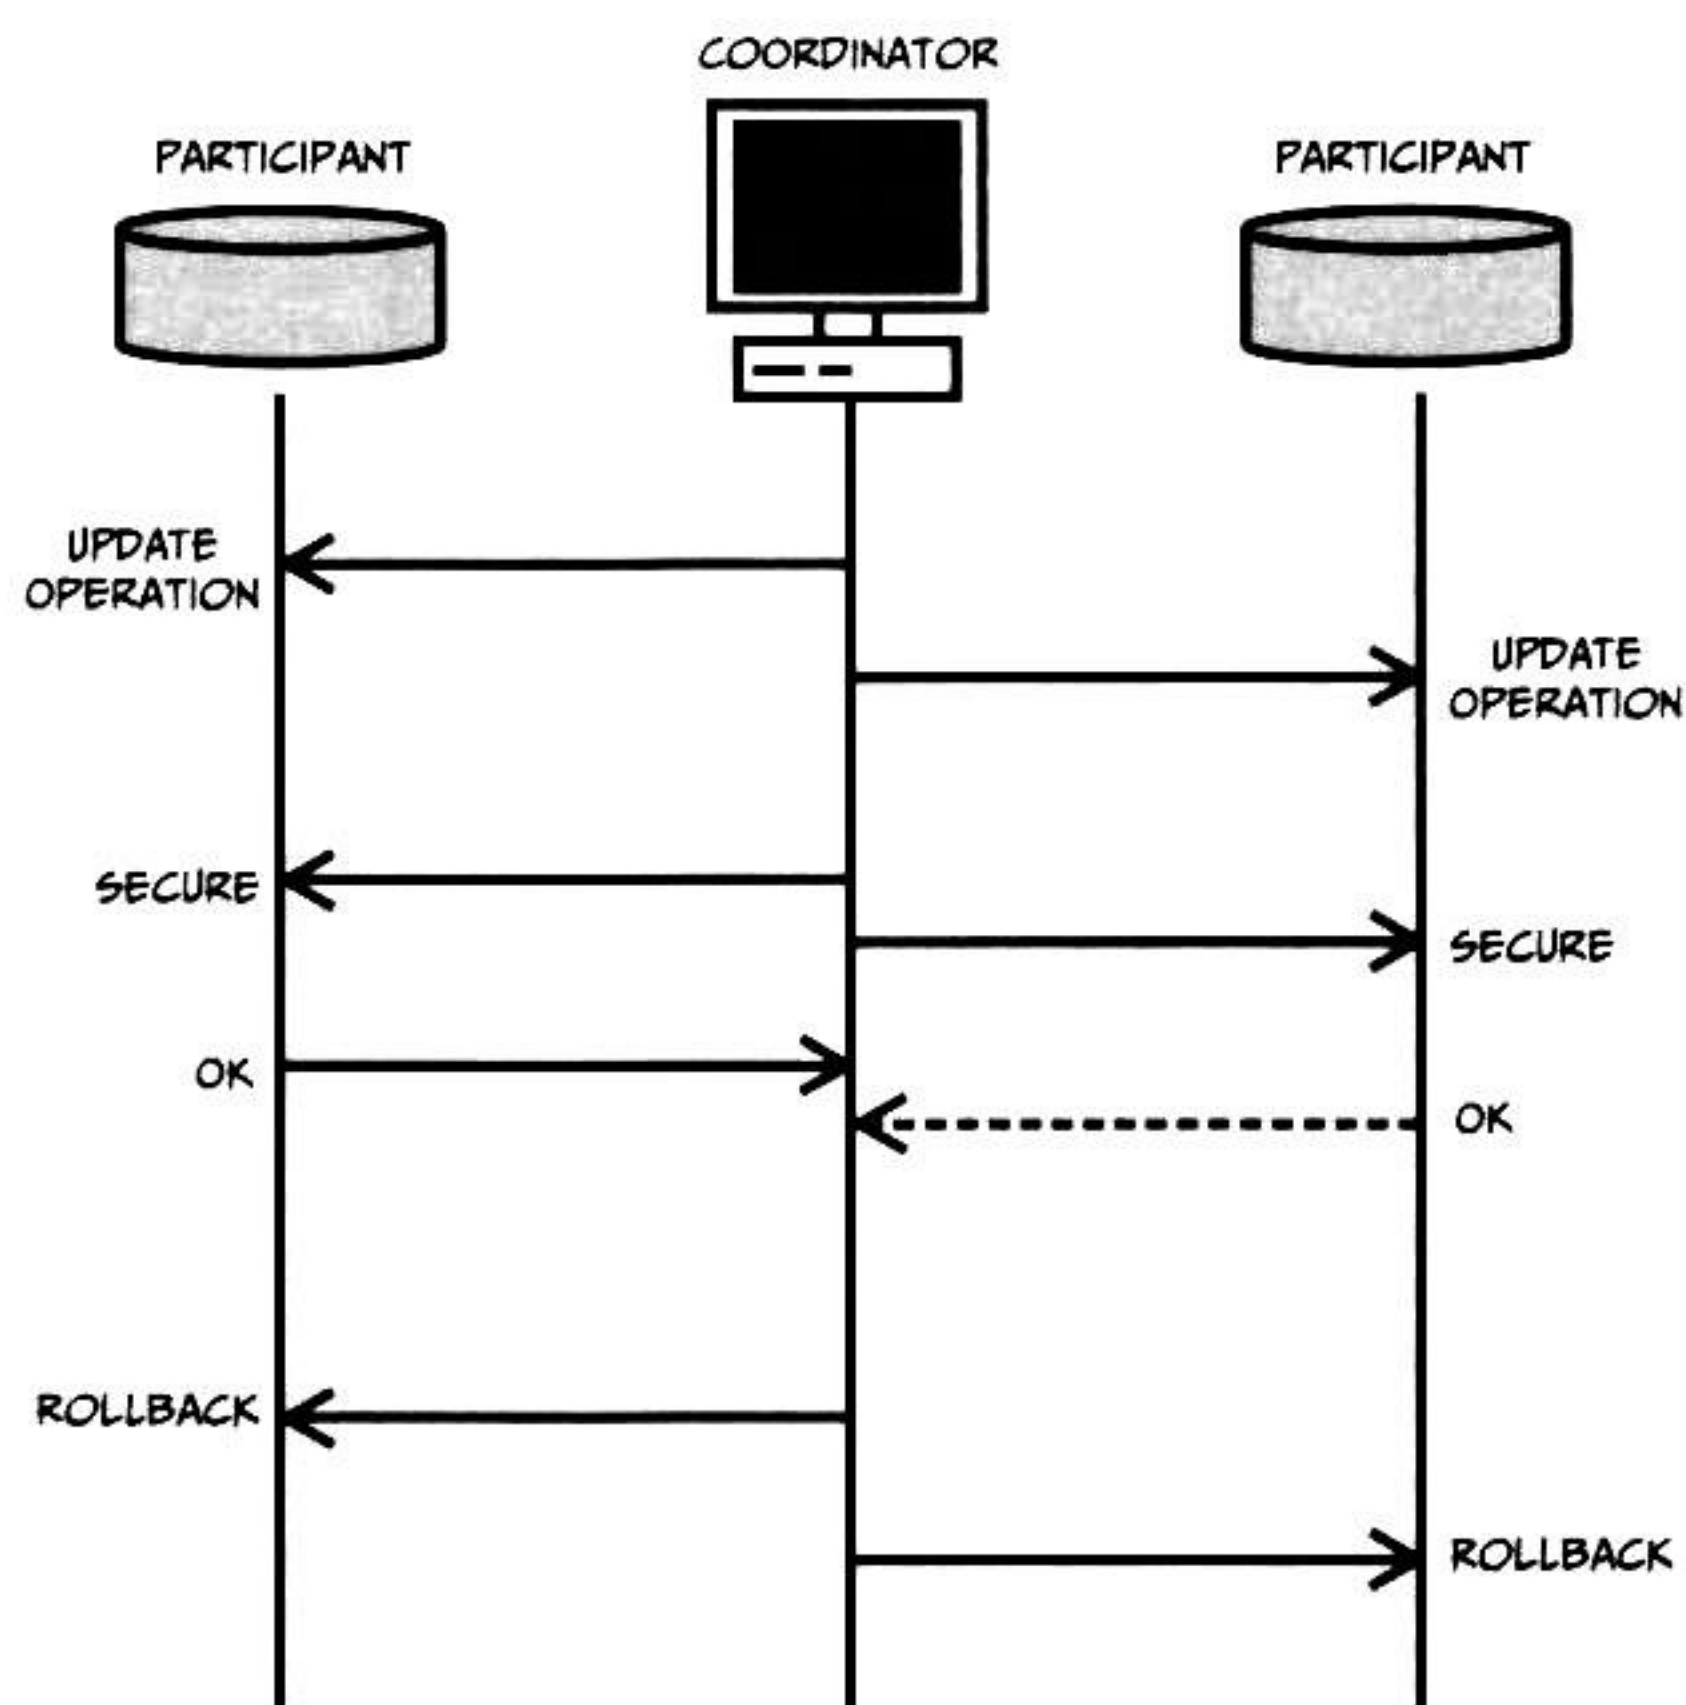 COORDINATOR
PARTICIPANT
PARTICIPANT
UPDATE
OPERATION
UPDATE
OPERATION
SECURE
SECURE
OK
OK
ROLLBACK
ROLLBACK